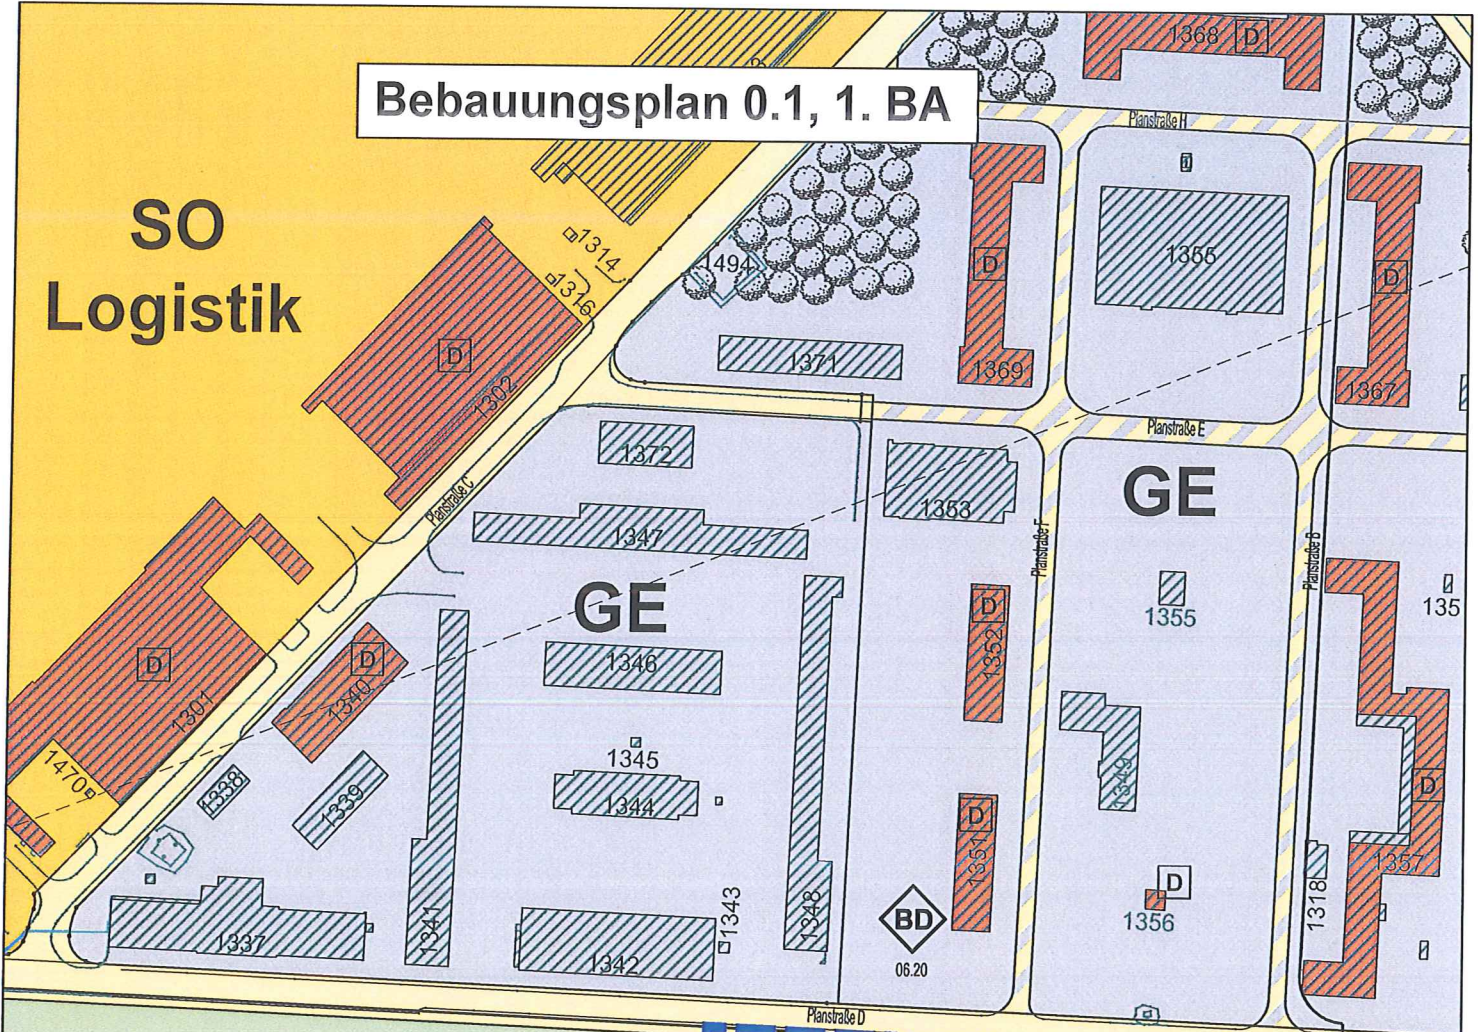 Bebauungsplan 0.1, 1. BA
SO
Logistik
GE
GE
1368
D
Planstraße H
1355
D
1369
D
1367
1494
1371
1314
1316
D
1302
Planstraße C
Planstraße E
1372
1347
1353
Planstraße F
Planstraße B
1355
135
D
1352
D
1301
D
1340
1346
1345
1344
1470
1338
1339
1349
D
1357
D
1351
D
1356
1318
BD
06.20
1337
1341
1342
1343
1348
Planstraße D